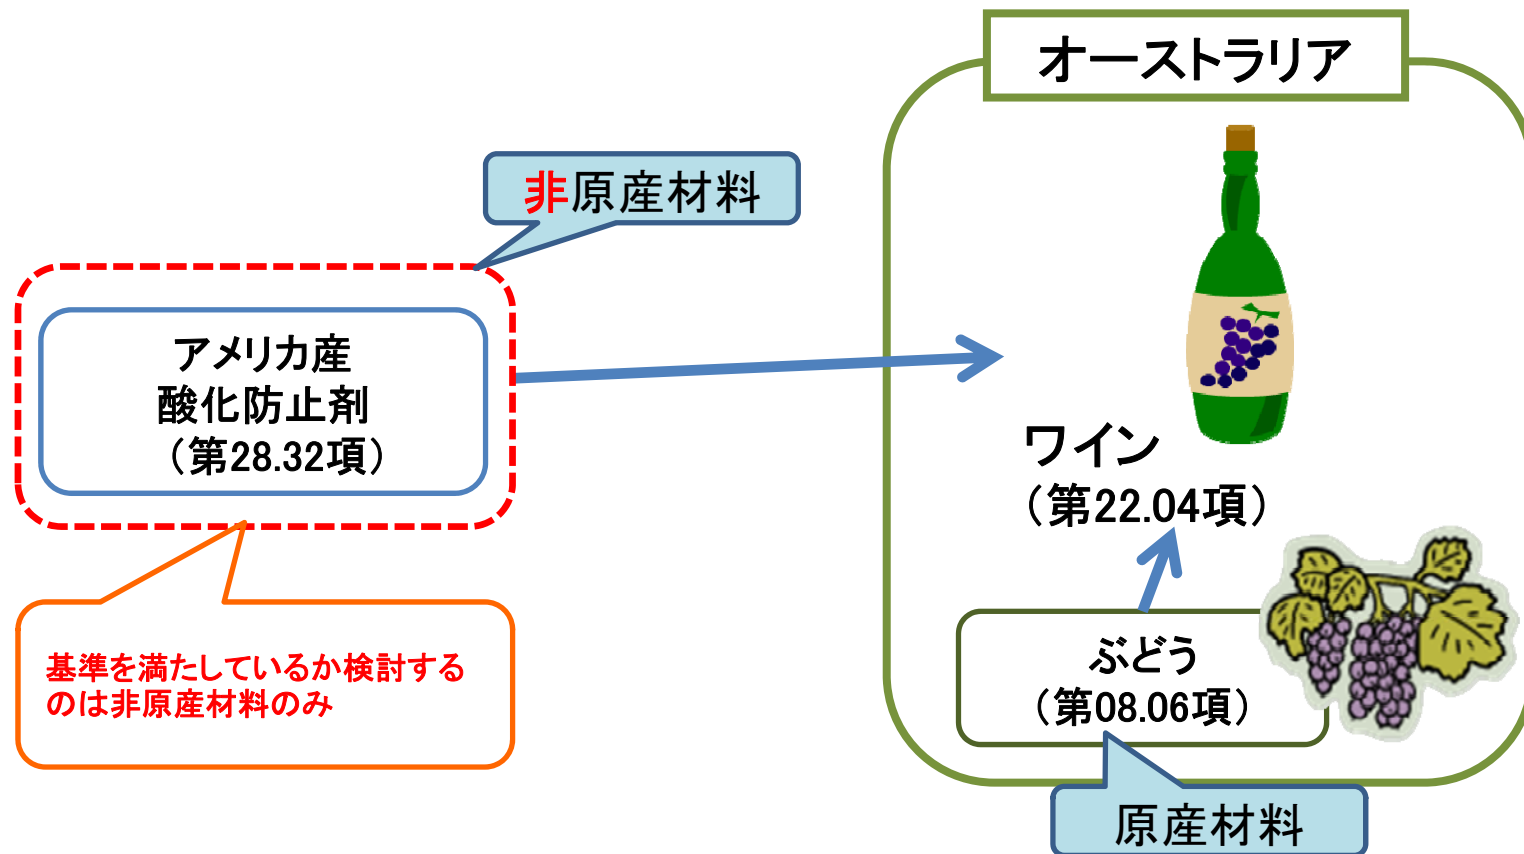 オーストラリア
非原産材料
アメリカ産
酸化防止剤
（第28.32項）
ワイン
（第22.04項）
基準を満たしているか検討する
のは非原産材料のみ
ぶどう
（第08.06項）
原産材料